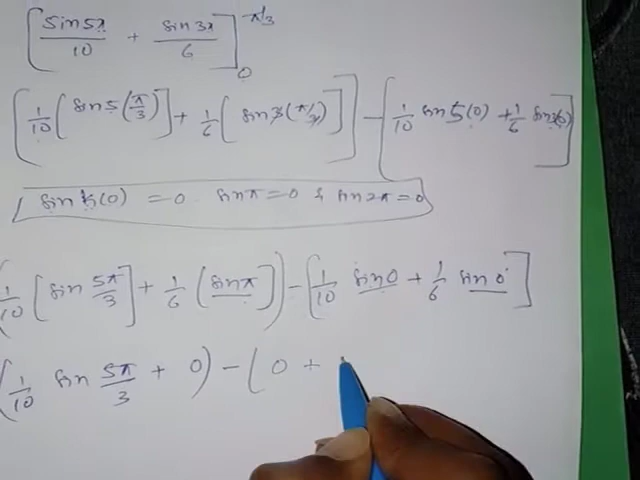 [sin5x/10 + sin3x/6]₀^π/3
[1/10 [sin5(π/3)] + 1/6 [sin3(π/3)]] - [1/10 sin5(0) + 1/6 sin3(0)]
sin5(0) = 0 sinπ=0 & sin2π=0
(1/10 [sin 5π/3] + 1/6 (sinπ)) - [1/10 sin0 + 1/6 sin0]
(1/10 sin 5π/3 + 0) - (0 +